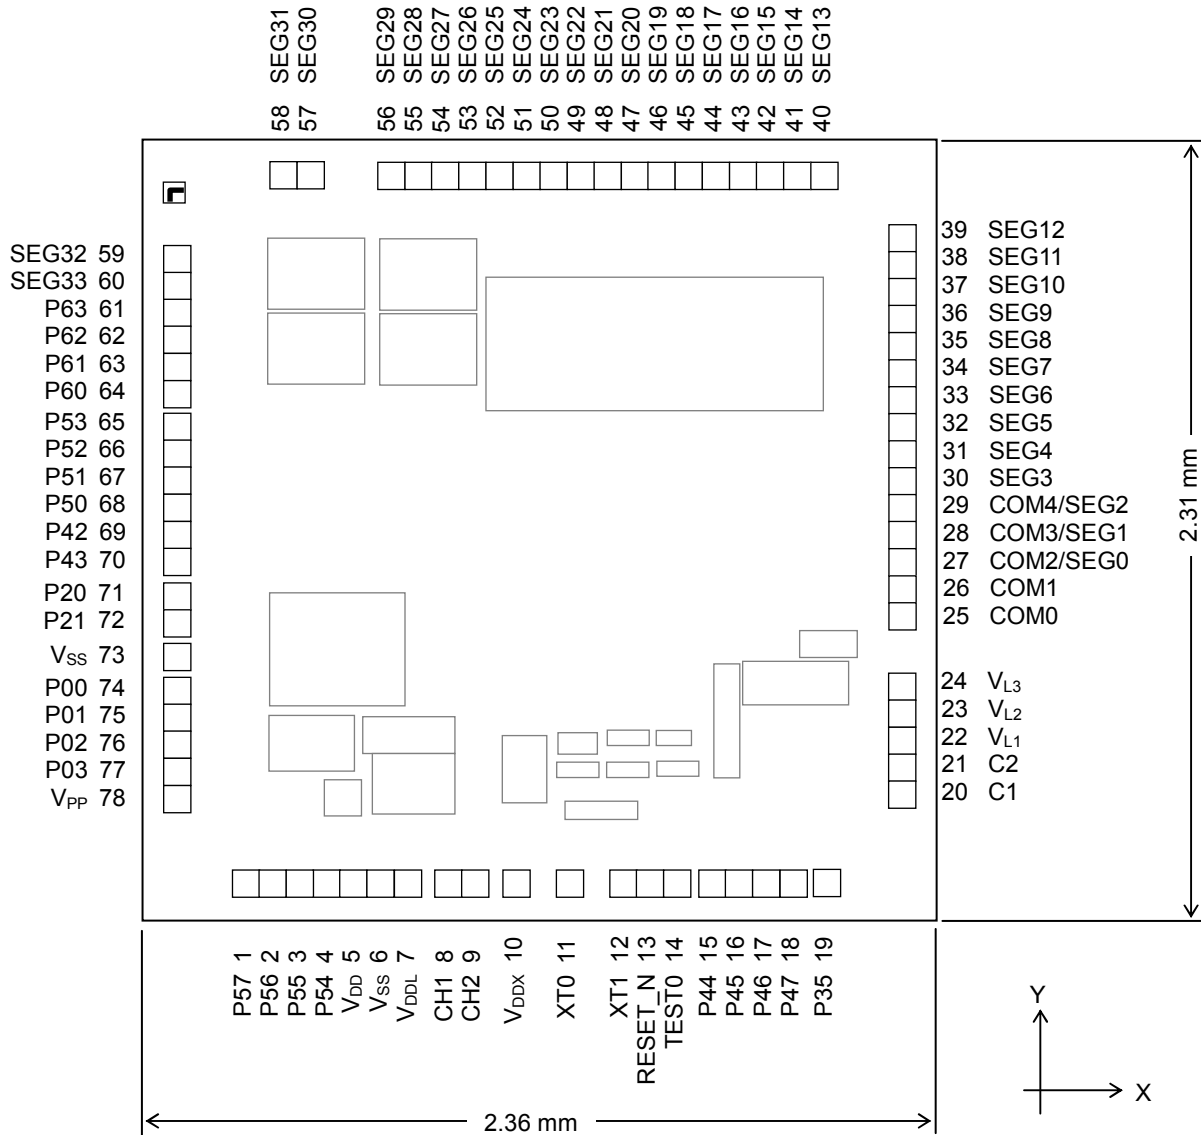 58 SEG31
57 SEG30
56 SEG29
55 SEG28
54 SEG27
53 SEG26
52 SEG25
51 SEG24
50 SEG23
49 SEG22
48 SEG21
47 SEG20
46 SEG19
45 SEG18
44 SEG17
43 SEG16
42 SEG15
41 SEG14
40 SEG13
SEG32 59
SEG33 60
P63 61
P62 62
P61 63
P60 64
P53 65
P52 66
P51 67
P50 68
P42 69
P43 70
P20 71
P21 72
VSS 73
P00 74
P01 75
P02 76
P03 77
VPP 78
39 SEG12
38 SEG11
37 SEG10
36 SEG9
35 SEG8
34 SEG7
33 SEG6
32 SEG5
31 SEG4
30 SEG3
29 COM4/SEG2
28 COM3/SEG1
27 COM2/SEG0
26 COM1
25 COM0
24 VL3
23 VL2
22 VL1
21 C2
20 C1
2.31 mm
P57 1
P56 2
P55 3
P54 4
VDD 5
VSS 6
VDDL 7
CH1 8
CH2 9
VDDX 10
XT0 11
XT1 12
RESET_N 13
TEST0 14
P44 15
P45 16
P46 17
P47 18
P35 19
Y
X
2.36 mm